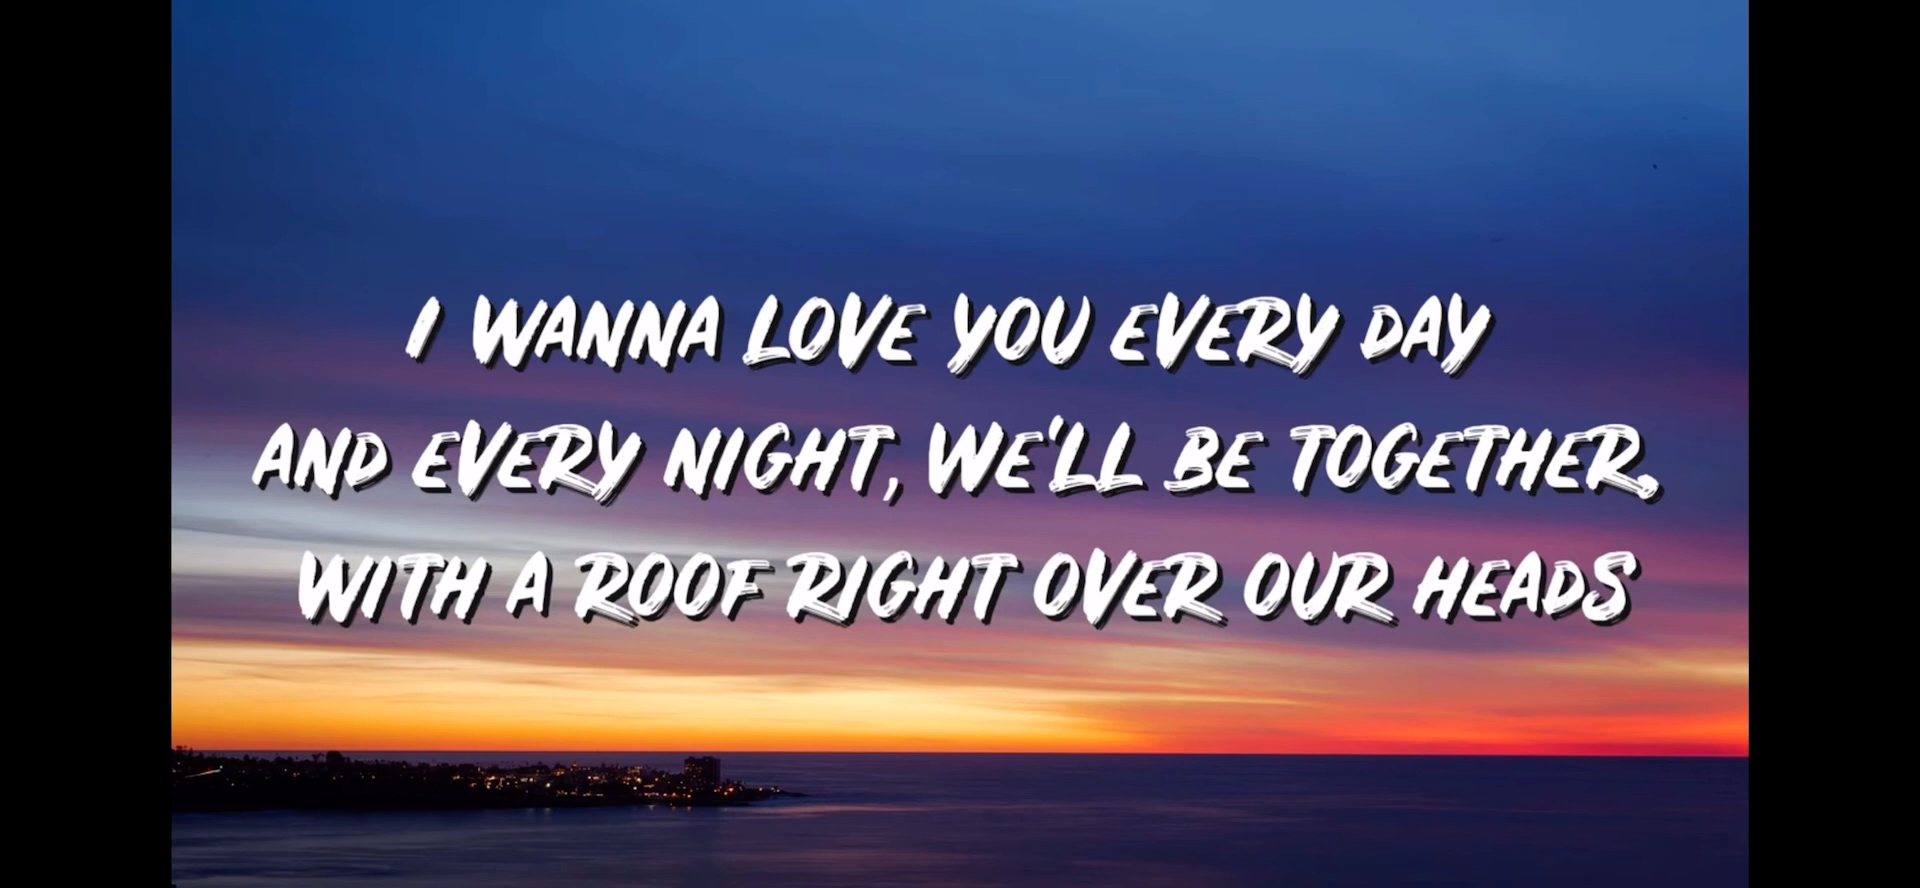 I WANNA LOVE YOU EVERY DAY
AND EVERY NIGHT, WE'LL BE TOGETHER,
WITH A ROOF RIGHT OVER OUR HEADS